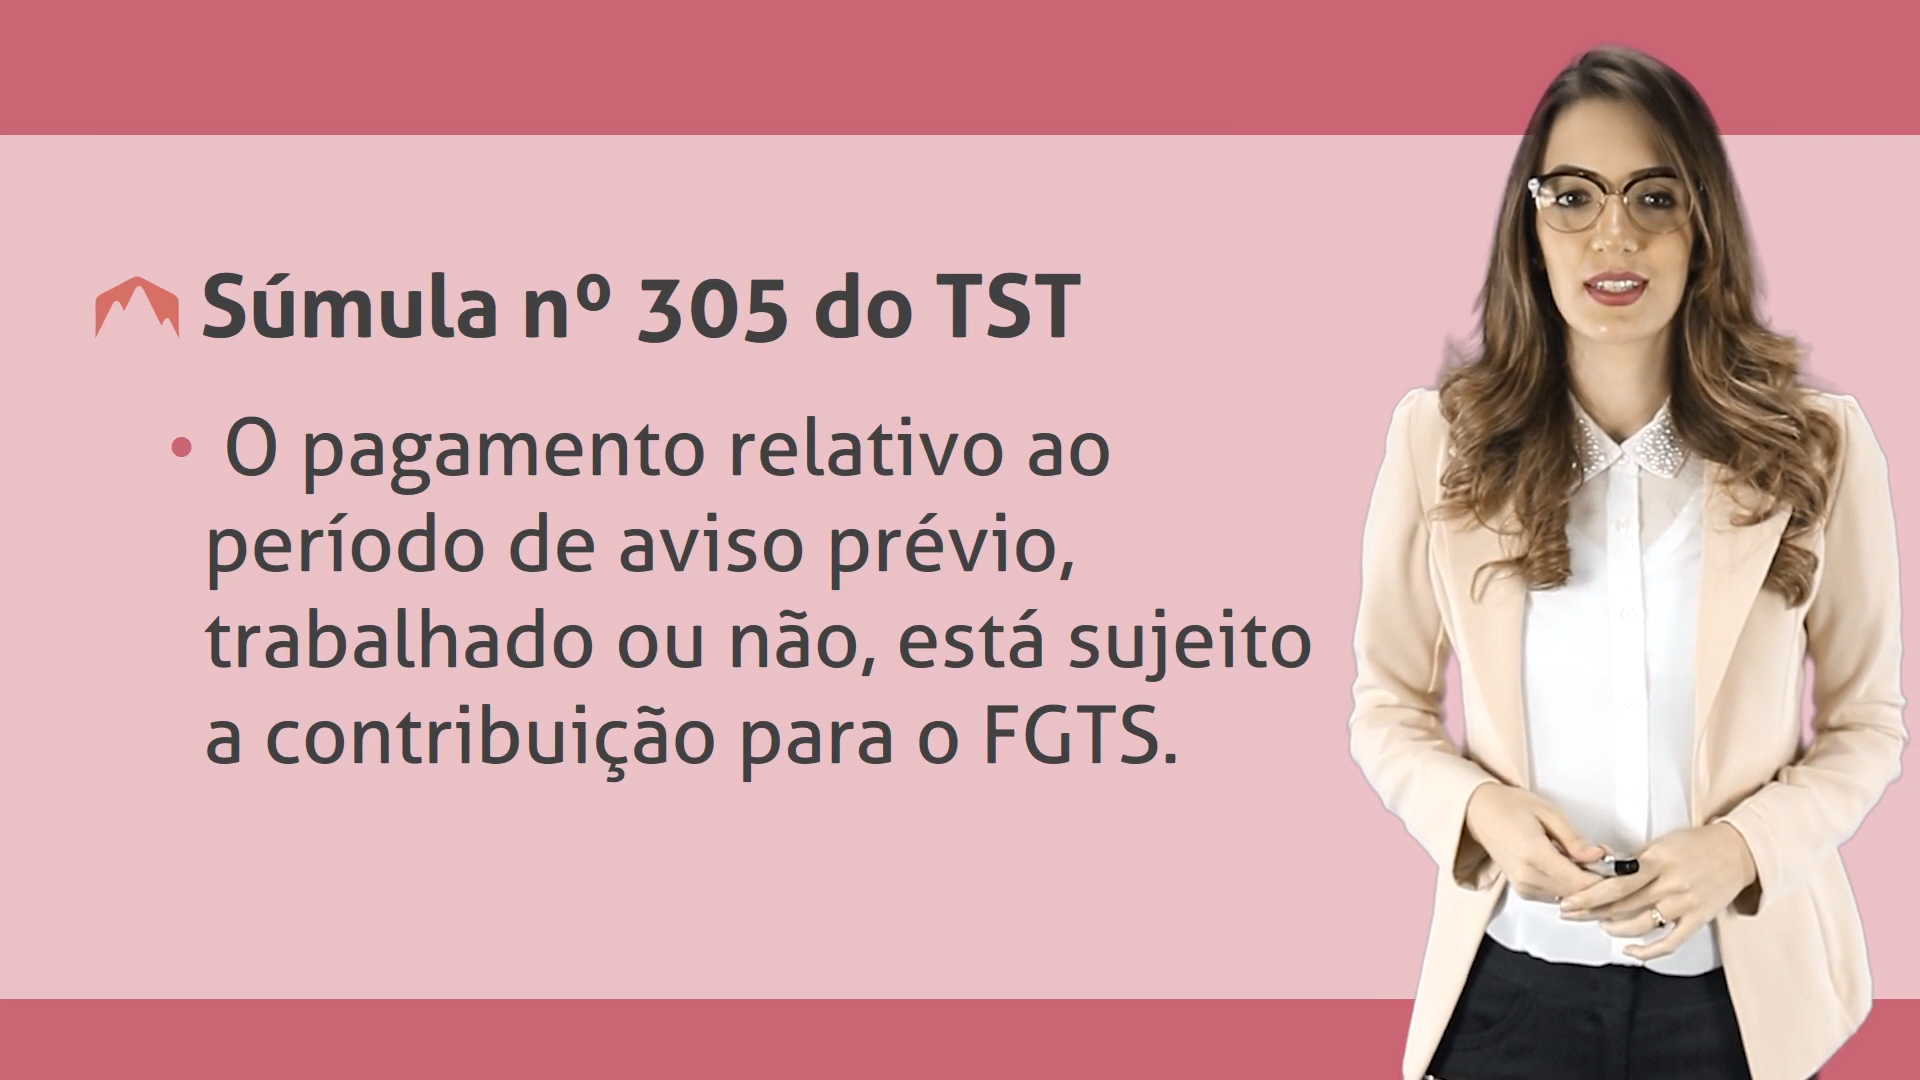 Súmula nº 305 do TST
• O pagamento relativo ao
período de aviso prévio,
trabalhado ou não, está sujeito
a contribuição para o FGTS.